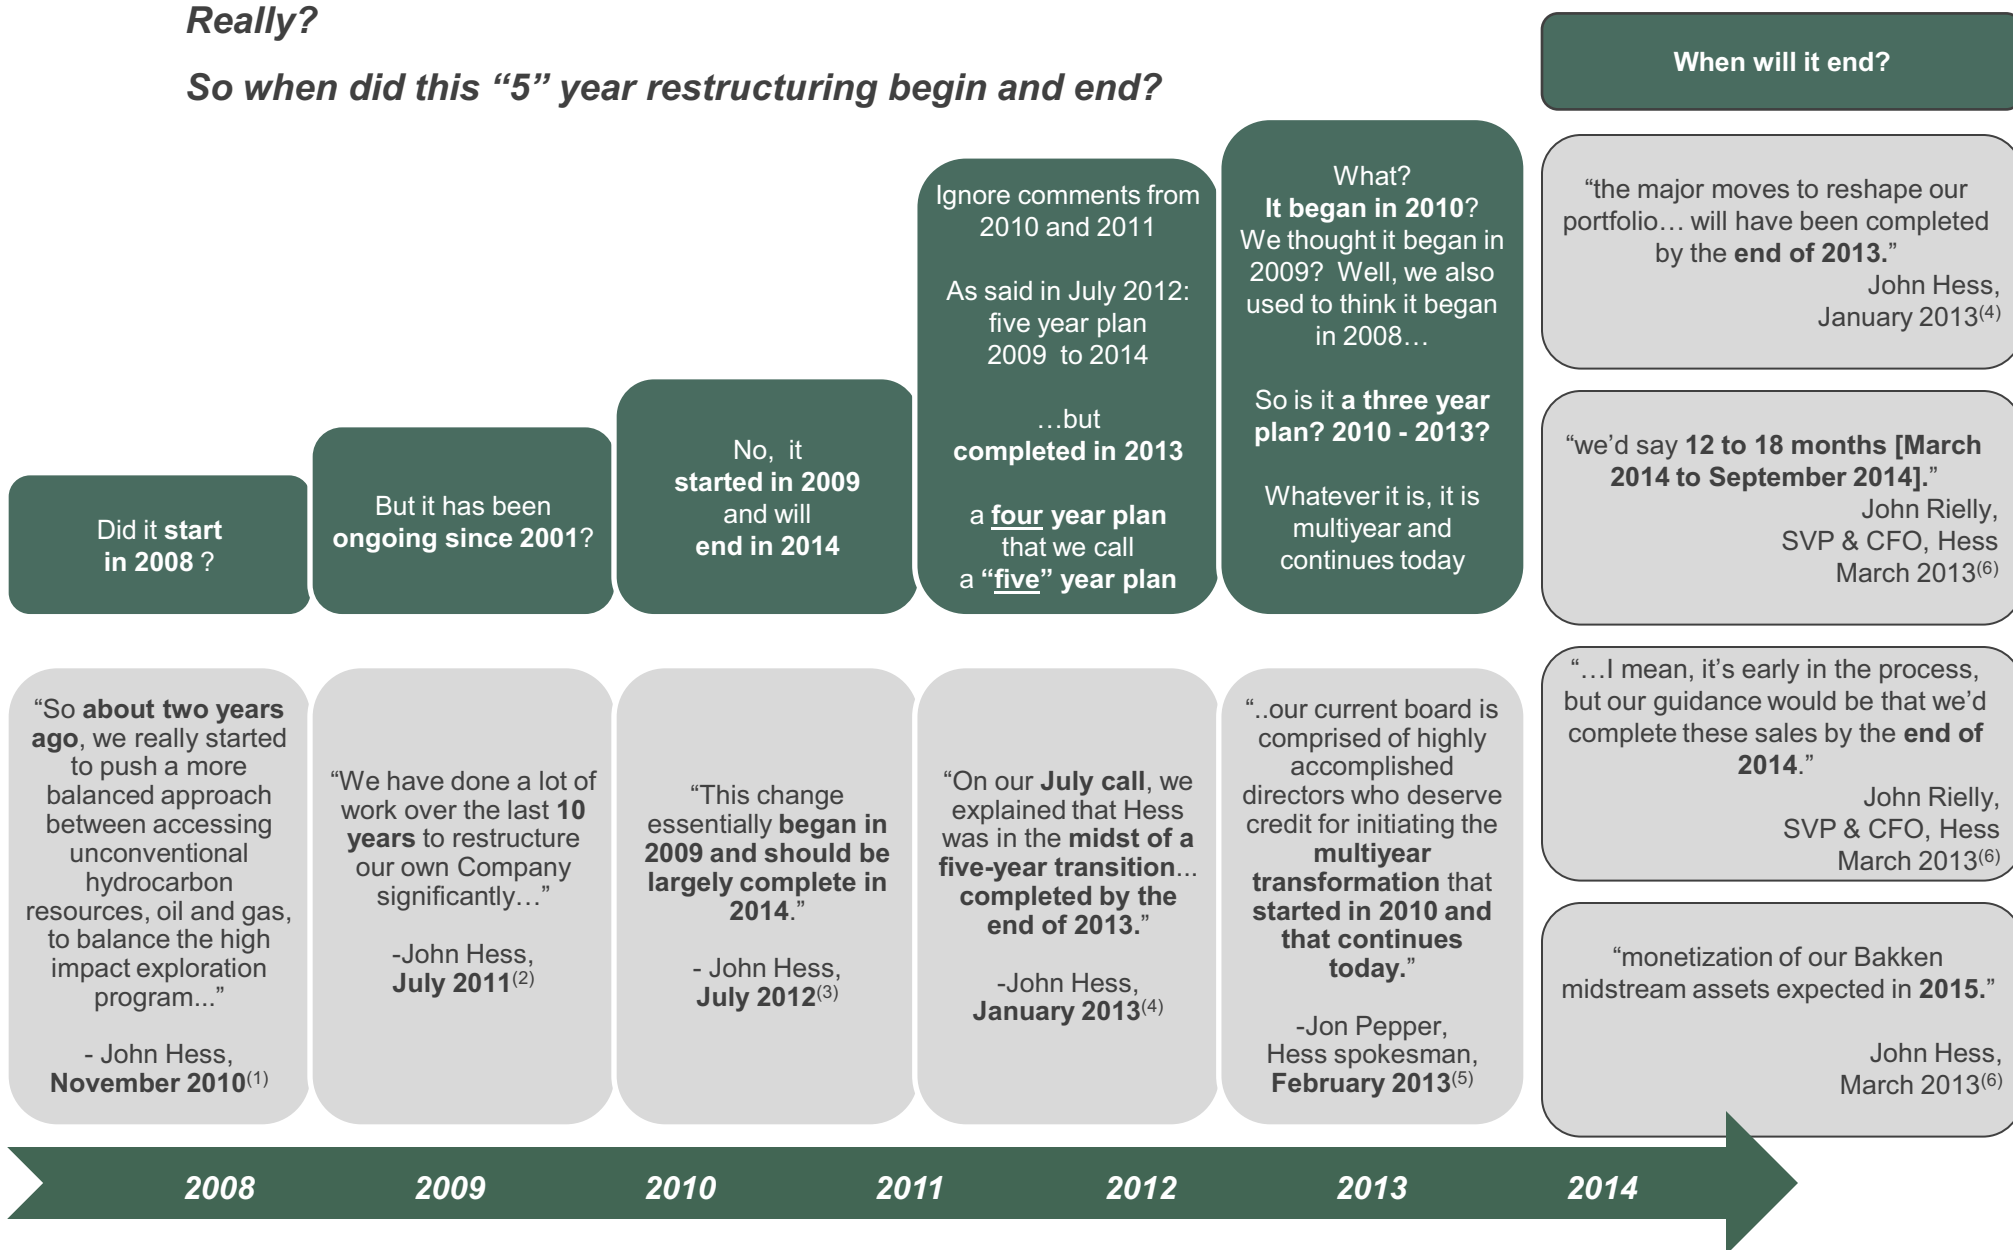 Really?
So when did this “5” year restructuring begin and end?
When will it end?
Did it start
in 2008 ?
But it has been
ongoing since 2001?
No, it
started in 2009
and will
end in 2014
Ignore comments from
2010 and 2011
As said in July 2012:
five year plan
2009 to 2014
…but
completed in 2013
a four year plan
that we call
a “five” year plan
What?
It began in 2010?
We thought it began in
2009? Well, we also
used to think it began
in 2008…
So is it a three year
plan? 2010 - 2013?
Whatever it is, it is
multiyear and
continues today
“So about two years
ago, we really started
to push a more
balanced approach
between accessing
unconventional
hydrocarbon
resources, oil and gas,
to balance the high
impact exploration
program...”
- John Hess,
November 2010(1)
“We have done a lot of
work over the last 10
years to restructure
our own Company
significantly…”
-John Hess,
July 2011(2)
“This change
essentially began in
2009 and should be
largely complete in
2014.”
- John Hess,
July 2012(3)
“On our July call, we
explained that Hess
was in the midst of a
five-year transition...
completed by the
end of 2013.”
-John Hess,
January 2013(4)
“..our current board is
comprised of highly
accomplished
directors who deserve
credit for initiating the
multiyear
transformation that
started in 2010 and
that continues
today.”
-Jon Pepper,
Hess spokesman,
February 2013(5)
“the major moves to reshape our
portfolio… will have been completed
by the end of 2013.”
John Hess,
January 2013(4)
“we’d say 12 to 18 months [March
2014 to September 2014].”
John Rielly,
SVP & CFO, Hess
March 2013(6)
“…I mean, it’s early in the process,
but our guidance would be that we’d
complete these sales by the end of
2014.”
John Rielly,
SVP & CFO, Hess
March 2013(6)
“monetization of our Bakken
midstream assets expected in 2015.”
John Hess,
March 2013(6)
2008 2009 2010 2011 2012 2013 2014